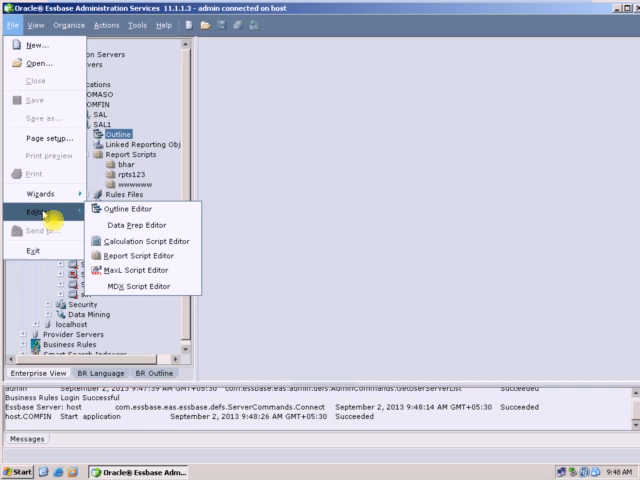 Oracle® Essbase Administration Services 11.1.1.3 - admin connected on host
File View Organize Actions Tools Help
New...
Open...
Close
Save
Save as...
Page setup...
Print preview
Print
Wizards
Send to...
Exit
Outline Editor
Data Prep Editor
Calculation Script Editor
Report Script Editor
MaxL Script Editor
MDX Script Editor
on Servers
vers
cations
OMASO
OMFIN
SAL
SAL1
Outline
Linked Reporting Obj
Report Scripts
bhar
rpts123
wwwwww
Rules Files
Security
Data Mining
localhost
Provider Servers
Business Rules
Smart Search Indexers
Enterprise View BR Language BR Outline
admin September 2, 2013 9:47:39 AM GMT+05:30 com.essbase.eas.admin.defs.AdminCommands.GetUserServerList Succeeded
Business Rules Login Successful
Essbase Server: host com.essbase.eas.essbase.defs.ServerCommands.Connect September 2, 2013 9:48:14 AM GMT+05:30 Succeeded
host.COMFIN Start application September 2, 2013 9:48:26 AM GMT+05:30 Succeeded
Messages
Start Oracle® Essbase Adm... 9:48 AM